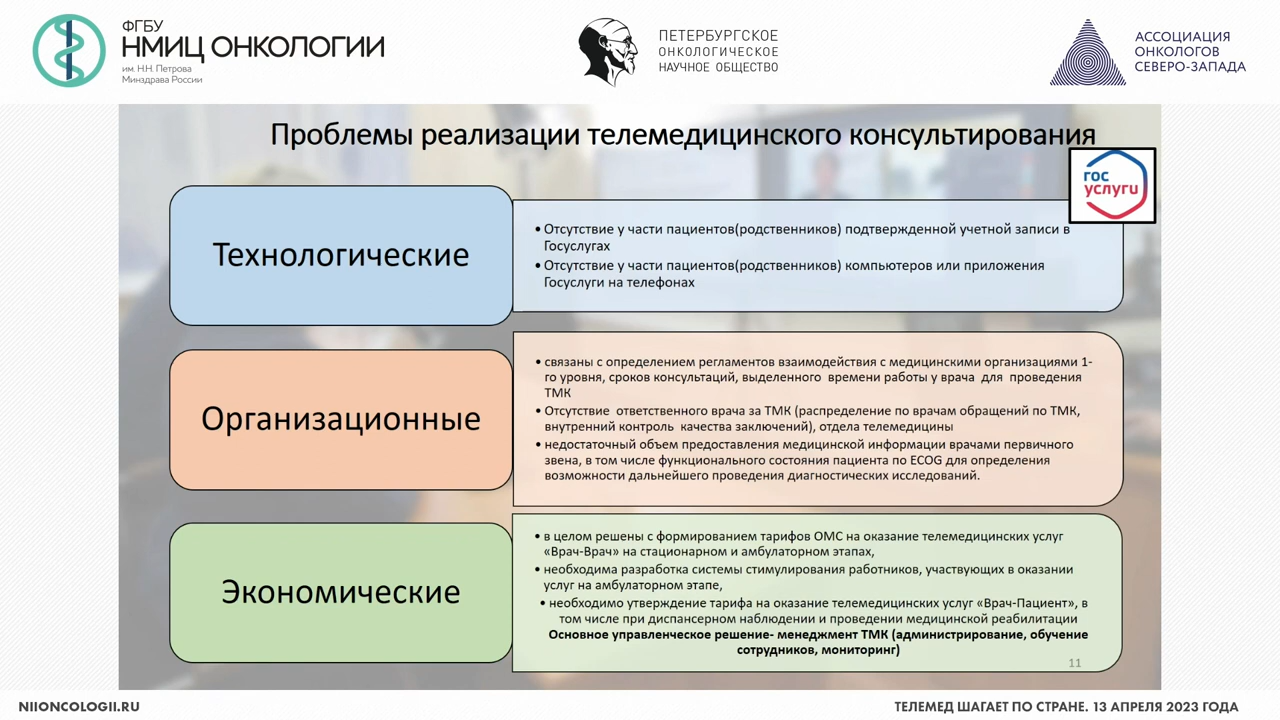 ФГБУ
НМИЦ ОНКОЛОГИИ
им. Н.Н. Петрова
Минздрава России
ПЕТЕРБУРГСКОЕ
ОНКОЛОГИЧЕСКОЕ
НАУЧНОЕ ОБЩЕСТВО
АССОЦИАЦИЯ
ОНКОЛОГОВ
СЕВЕРО-ЗАПАДА
Проблемы реализации телемедицинского консультирования
гос
услуги
Технологические
• Отсутствие у части пациентов(родственников) подтвержденной учетной записи в
Госуслугах
• Отсутствие у части пациентов(родственников) компьютеров или приложения
Госуслуги на телефонах
Организационные
• связаны с определением регламентов взаимодействия с медицинскими организациями 1-
го уровня, сроков консультаций, выделенного времени работы у врача для проведения
ТМК
• Отсутствие ответственного врача за ТМК (распределение по врачам обращений по ТМК,
внутренний контроль качества заключений), отдела телемедицины
• недостаточный объем предоставления медицинской информации врачами первичного
звена, в том числе функционального состояния пациента по ECOG для определения
возможности дальнейшего проведения диагностических исследований.
Экономические
• в целом решены с формированием тарифов ОМС на оказание телемедицинских услуг
«Врач-Врач» на стационарном и амбулаторном этапах,
• необходима разработка системы стимулирования работников, участвующих в оказании
услуг на амбулаторном этапе,
• необходимо утверждение тарифа на оказание телемедицинских услуг «Врач-Пациент», в
том числе при диспансерном наблюдении и проведении медицинской реабилитации
Основное управленческое решение- менеджмент ТМК (администрирование, обучение
сотрудников, мониторинг)
11
NIIONCOLOGII.RU
ТЕЛЕМЕД ШАГАЕТ ПО СТРАНЕ. 13 АПРЕЛЯ 2023 ГОДА